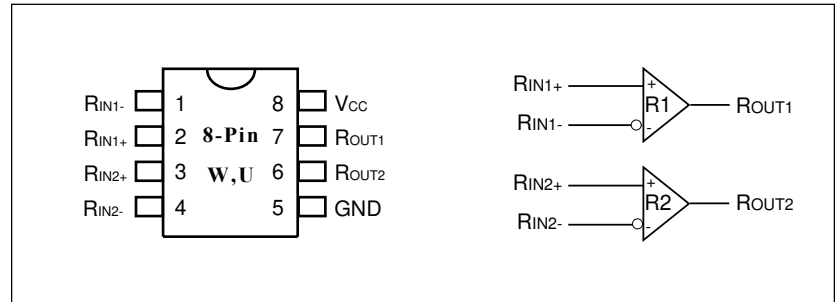 RIN1- 1 8 VCC
RIN1+ 2 8-Pin 7 ROUT1
RIN2+ 3 W,U 6 ROUT2
RIN2- 4 5 GND
RIN1+ + R1 ROUT1
RIN1- -
RIN2+ + R2 ROUT2
RIN2- -